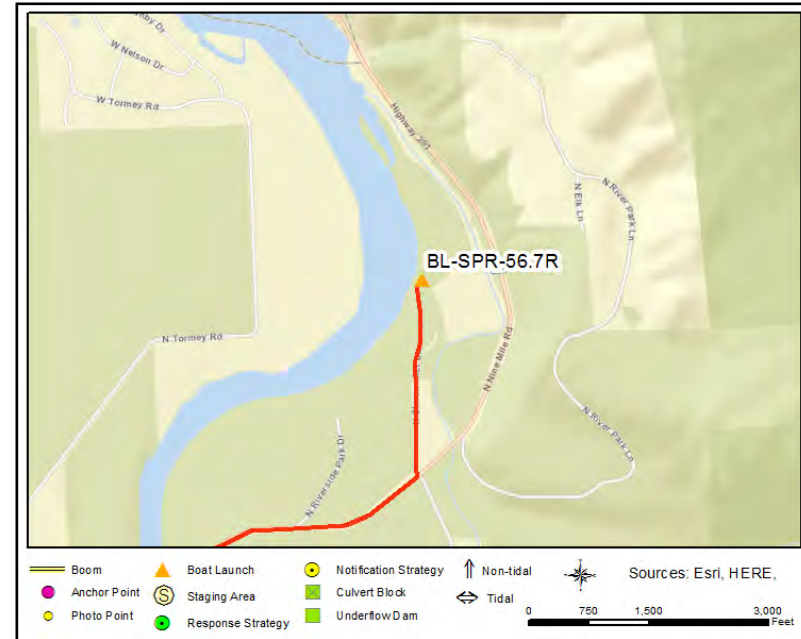 nby Dr
W Nelson Dr
W Tormey Rd
Highway 291
N River Park Ln
N Elk Ln
BL-SPR-56.7R
N Tormey Rd
N Nine Mile Rd
N River Park Ln
N Riverside Park Dr
Boom
Boat Launch
Notification Strategy
Non-tidal
Sources: Esri, HERE,
Anchor Point
S
Staging Area
Culvert Block
Tidal
Photo Point
Response Strategy
Underflow Dam
0 750 1,500 3,000
Feet